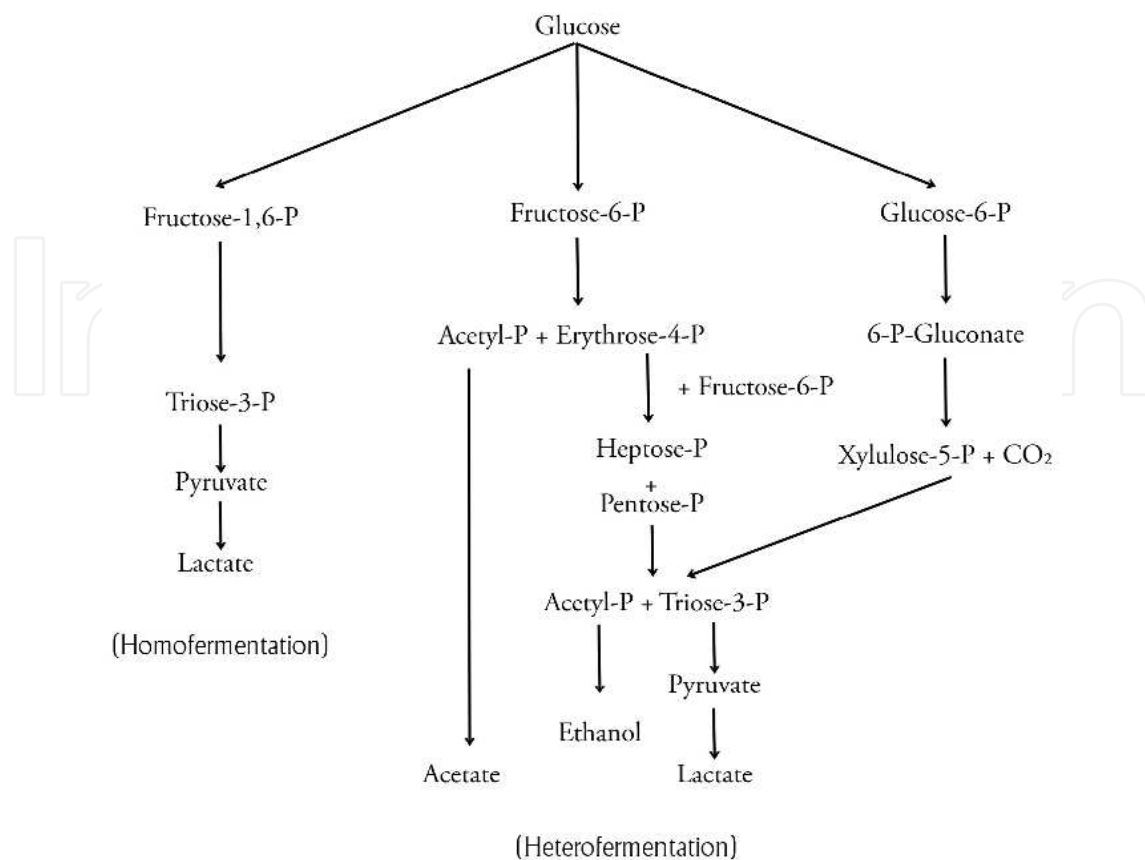 Glucose
Fructose-1,6-P
Fructose-6-P
Glucose-6-P
Acetyl-P + Erythrose-4-P
6-P-Gluconate
+ Fructose-6-P
Triose-3-P
Heptose-P
+
Pentose-P
Xylulose-5-P + CO₂
Pyruvate
Lactate
Acetyl-P + Triose-3-P
(Homofermentation)
Pyruvate
Ethanol
Acetate
Lactate
(Heterofermentation)